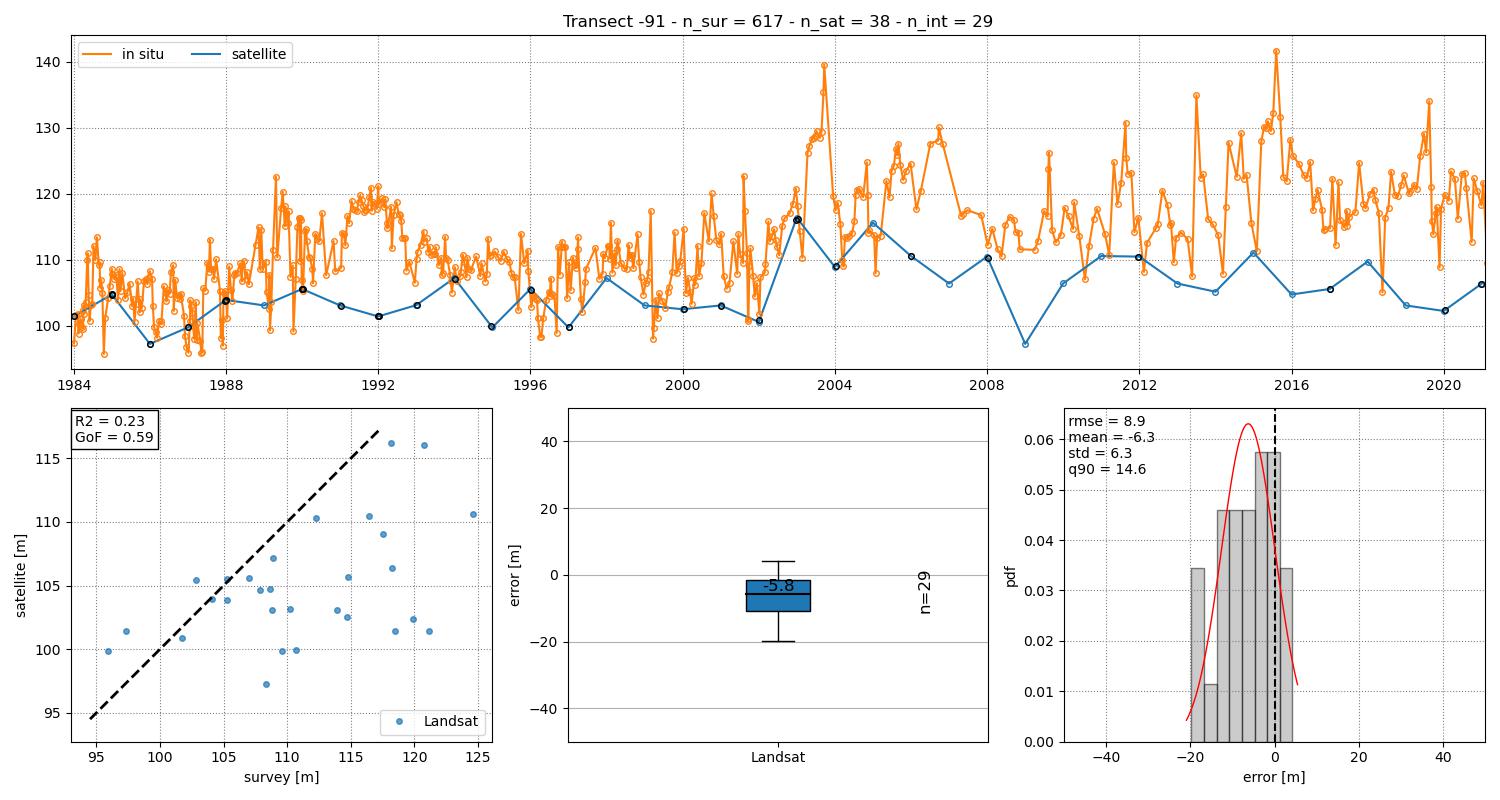 Transect -91 - n_sur = 617 - n_sat = 38 - n_int = 29
in situ satellite
140
130
120
110
100
1984 1988 1992 1996 2000 2004 2008 2012 2016 2020
R2 = 0.23
GoF = 0.59
satellite [m]
115
110
105
100
95
Landsat
95 100 105 110 115 120 125
survey [m]
error [m]
40
20
0
−20
−40
-5.8
n=29
Landsat
rmse = 8.9
mean = -6.3
std = 6.3
q90 = 14.6
pdf
0.06
0.05
0.04
0.03
0.02
0.01
0.00
−40 −20 0 20 40
error [m]